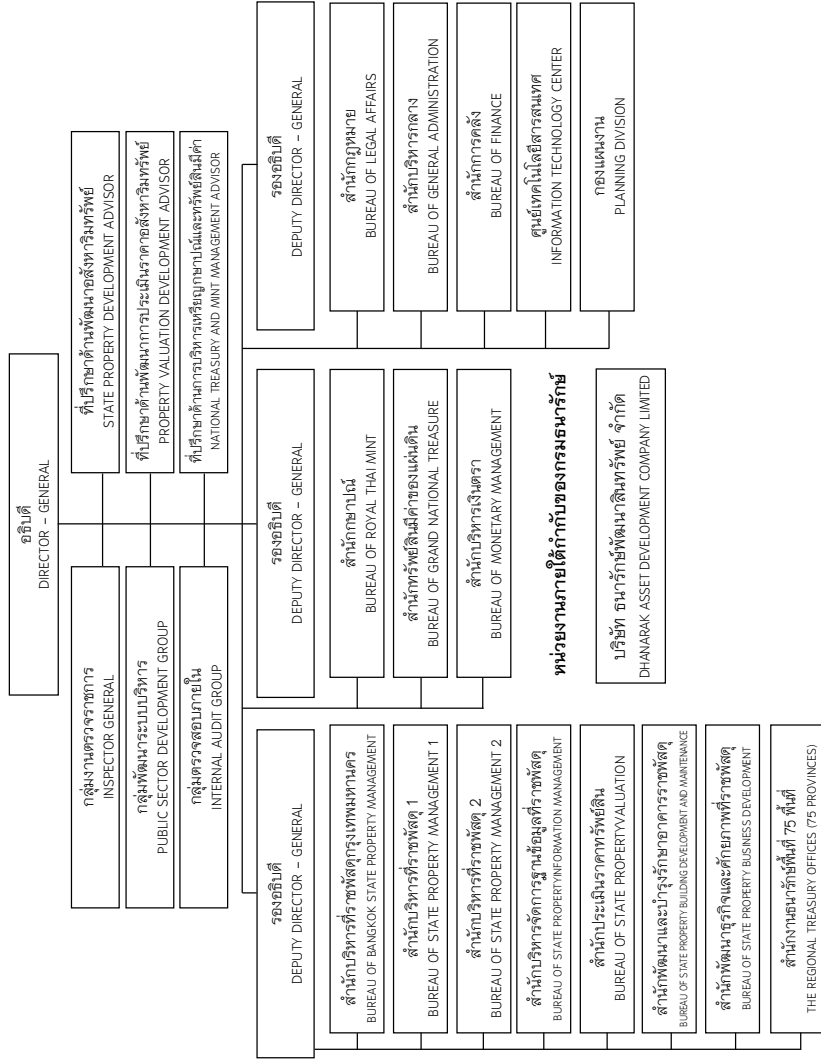 อธิบดี
DIRECTOR – GENERAL
กลุ่มงานตรวจราชการ
INSPECTOR GENERAL
กลุ่มพัฒนาระบบบริหาร
PUBLIC SECTOR DEVELOPMENT GROUP
กลุ่มตรวจสอบภายใน
INTERNAL AUDIT GROUP
ที่ปรึกษาด้านพัฒนาอสังหาริมทรัพย์
STATE PROPERTY DEVELOPMENT ADVISOR
ที่ปรึกษาด้านพัฒนาการประเมินราคาอสังหาริมทรัพย์
PROPERTY VALUATION DEVELOPMENT ADVISOR
ที่ปรึกษาด้านการบริหารเหรียญกษาปณ์และทรัพย์สินมีค่า
NATIONAL TREASURY AND MINT MANAGEMENT ADVISOR
รองอธิบดี
DEPUTY DIRECTOR – GENERAL
สำนักบริหารที่ราชพัสดุกรุงเทพมหานคร
BUREAU OF BANGKOK STATE PROPERTY MANAGEMENT
สำนักบริหารที่ราชพัสดุ 1
BUREAU OF STATE PROPERTY MANAGEMENT 1
สำนักบริหารที่ราชพัสดุ 2
BUREAU OF STATE PROPERTY MANAGEMENT 2
สำนักบริหารจัดการฐานข้อมูลที่ราชพัสดุ
BUREAU OF STATE PROPERTYINFORMATION MANAGEMENT
สำนักประเมินราคาทรัพย์สิน
BUREAU OF STATE PROPERTYVALUATION
สำนักพัฒนาและบำรุงรักษาอาคารราชพัสดุ
BUREAU OF STATE PROPERTY BUILDING DEVELOPMENT AND MAINTENANCE
สำนักพัฒนาธุรกิจและศักยภาพที่ราชพัสดุ
BUREAU OF STATE PROPERTY BUSINESS DEVELOPMENT
สำนักงานธนารักษ์พื้นที่ 75 พื้นที่
THE REGIONAL TREASURY OFFICES (75 PROVINCES)
รองอธิบดี
DEPUTY DIRECTOR – GENERAL
สำนักกษาปณ์
BUREAU OF ROYAL THAI MINT
สำนักทรัพย์สินมีค่าของแผ่นดิน
BUREAU OF GRAND NATIONAL TREASURE
สำนักบริหารเงินตรา
BUREAU OF MONETARY MANAGEMENT
หน่วยงานภายใต้กำกับของกรมธนารักษ์
บริษัท ธนารักษ์พัฒนาสินทรัพย์ จำกัด
DHANARAK ASSET DEVELOPMENT COMPANY LIMITED
รองอธิบดี
DEPUTY DIRECTOR – GENERAL
สำนักกฎหมาย
BUREAU OF LEGAL AFFAIRS
สำนักบริหารกลาง
BUREAU OF GENERAL ADMINISTRATION
สำนักการคลัง
BUREAU OF FINANCE
ศูนย์เทคโนโลยีสารสนเทศ
INFORMATION TECHNOLOGY CENTER
กองแผนงาน
PLANNING DIVISION